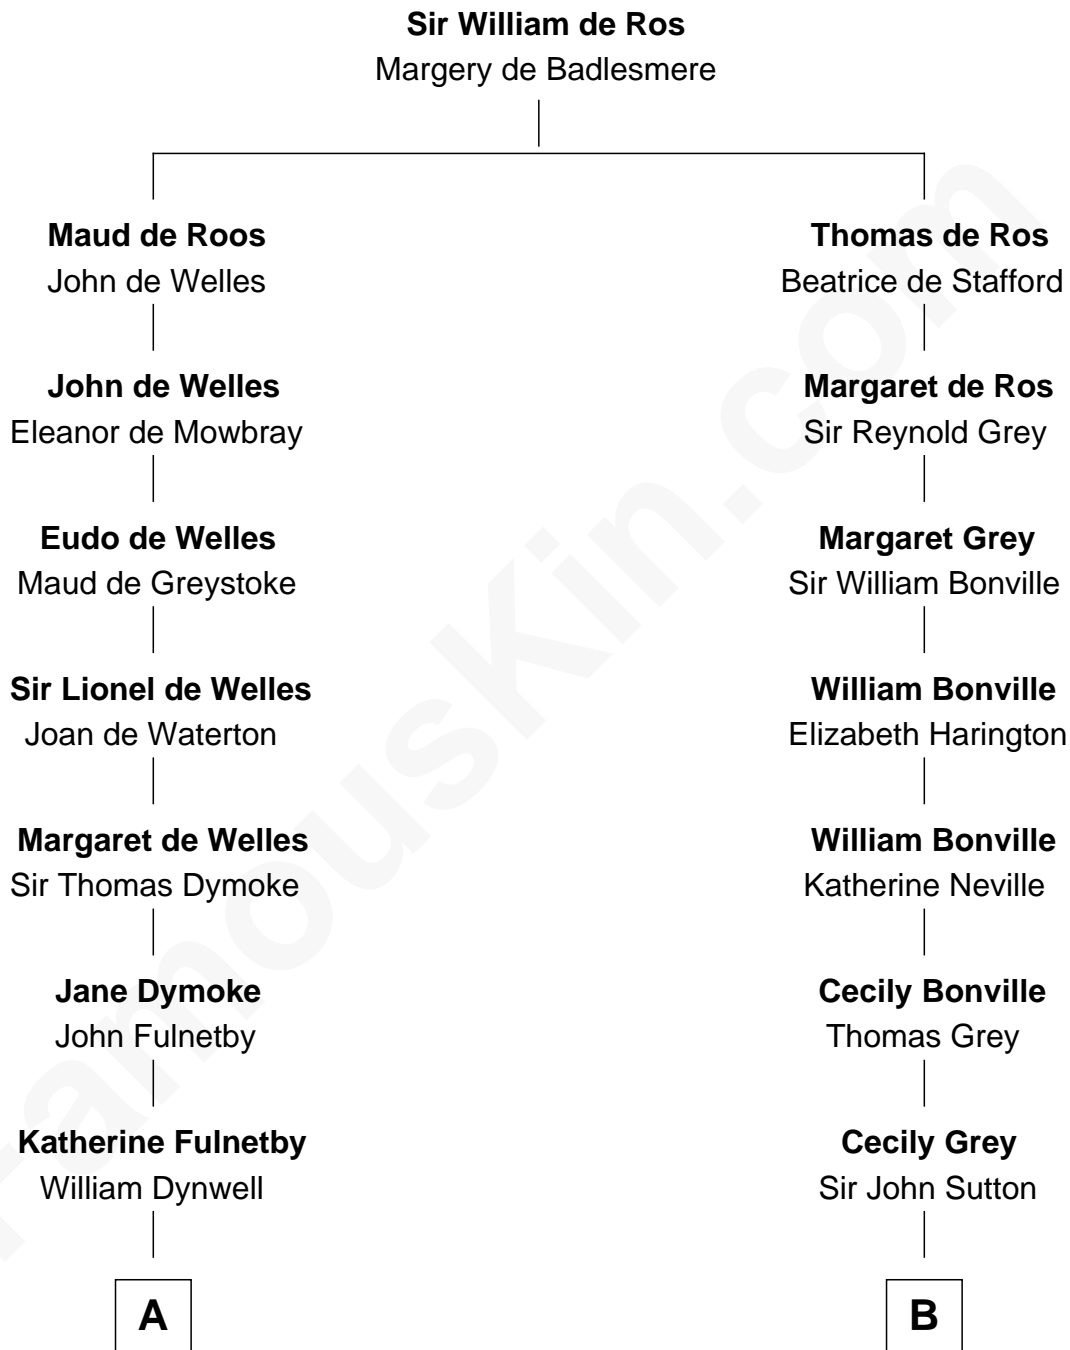 Sir William de Ros
Margery de Badlesmere
Maud de Roos
John de Welles
John de Welles
Eleanor de Mowbray
Eudo de Welles
Maud de Greystoke
Sir Lionel de Welles
Joan de Waterton
Margaret de Welles
Sir Thomas Dymoke
Jane Dymoke
John Fulnetby
Katherine Fulnetby
William Dynwell
A
Thomas de Ros
Beatrice de Stafford
Margaret de Ros
Sir Reynold Grey
Margaret Grey
Sir William Bonville
William Bonville
Elizabeth Harington
William Bonville
Katherine Neville
Cecily Bonville
Thomas Grey
Cecily Grey
Sir John Sutton
B
FamousKin.com